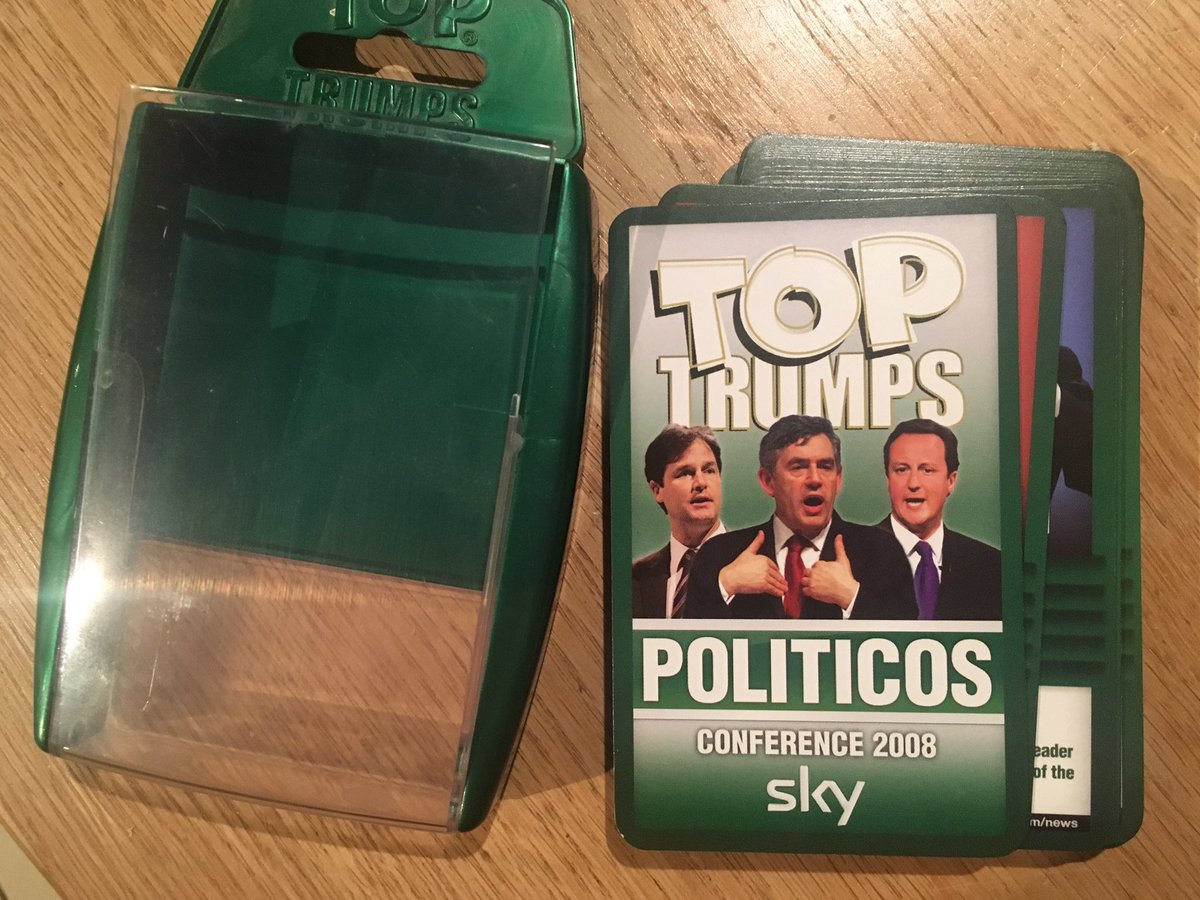 TOP®
TRUMPS
TOP
TRUMPS
POLITICOS
CONFERENCE 2008
sky
eader
of the
m/news